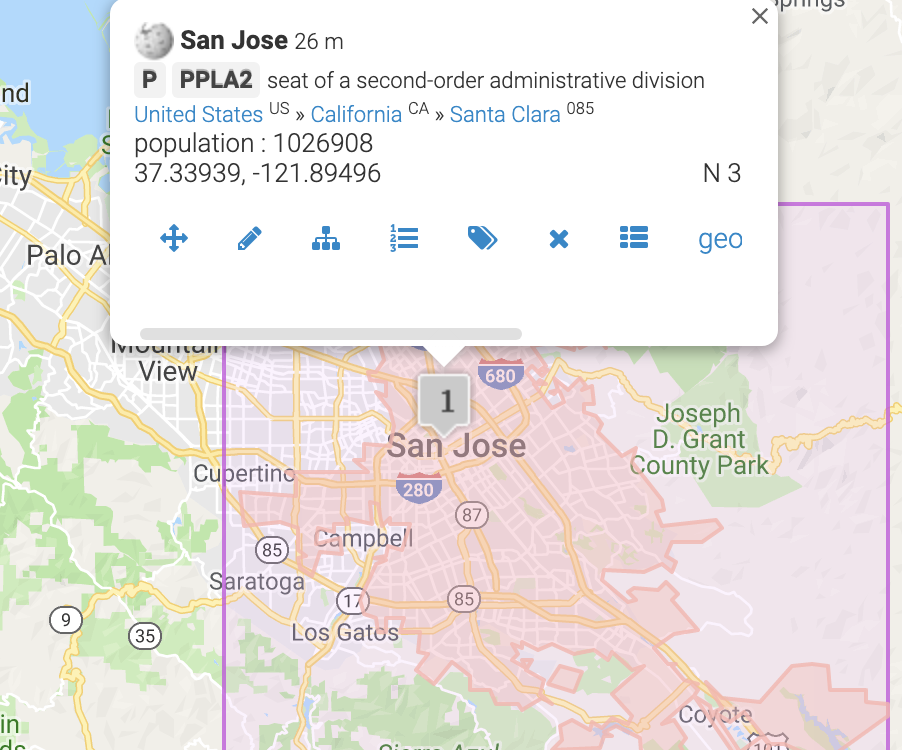 San Jose 26 m
P PPLA2 seat of a second-order administrative division
United States US » California CA » Santa Clara 085
population : 1026908
37.33939, -121.89496 N 3
geo
nd
ity
Palo Al
Mountain
View
680
1
San Jose
Joseph
D. Grant
County Park
Cupertino
280
87
Campbell
85
Saratoga
17
85
9
Los Gatos
35
Coyote
in
ds
Sierra Azul
101